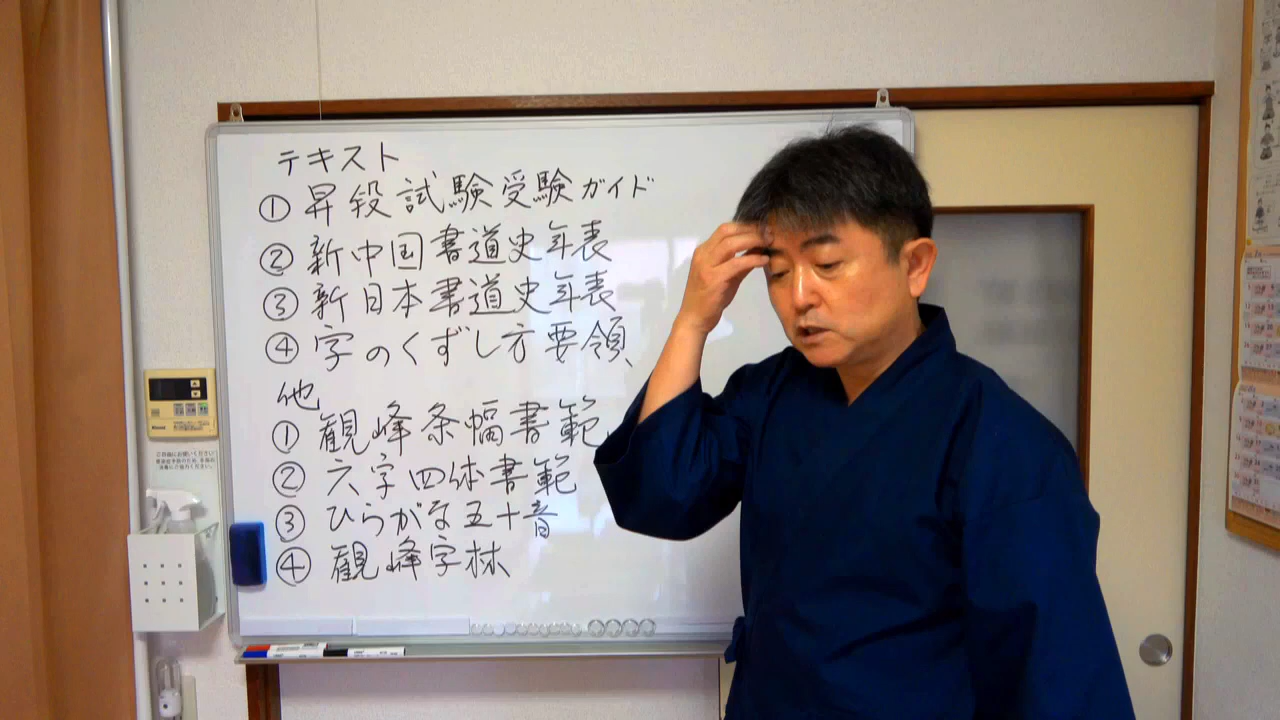 テキスト
① 昇段試験受験ガイド
② 新中国書道史年表
③ 新日本書道史年表
④ 字のくずし方要領
他
① 観峰条幅書範
② 六字四体書範
③ ひらがな五十音
④ 観峰字林